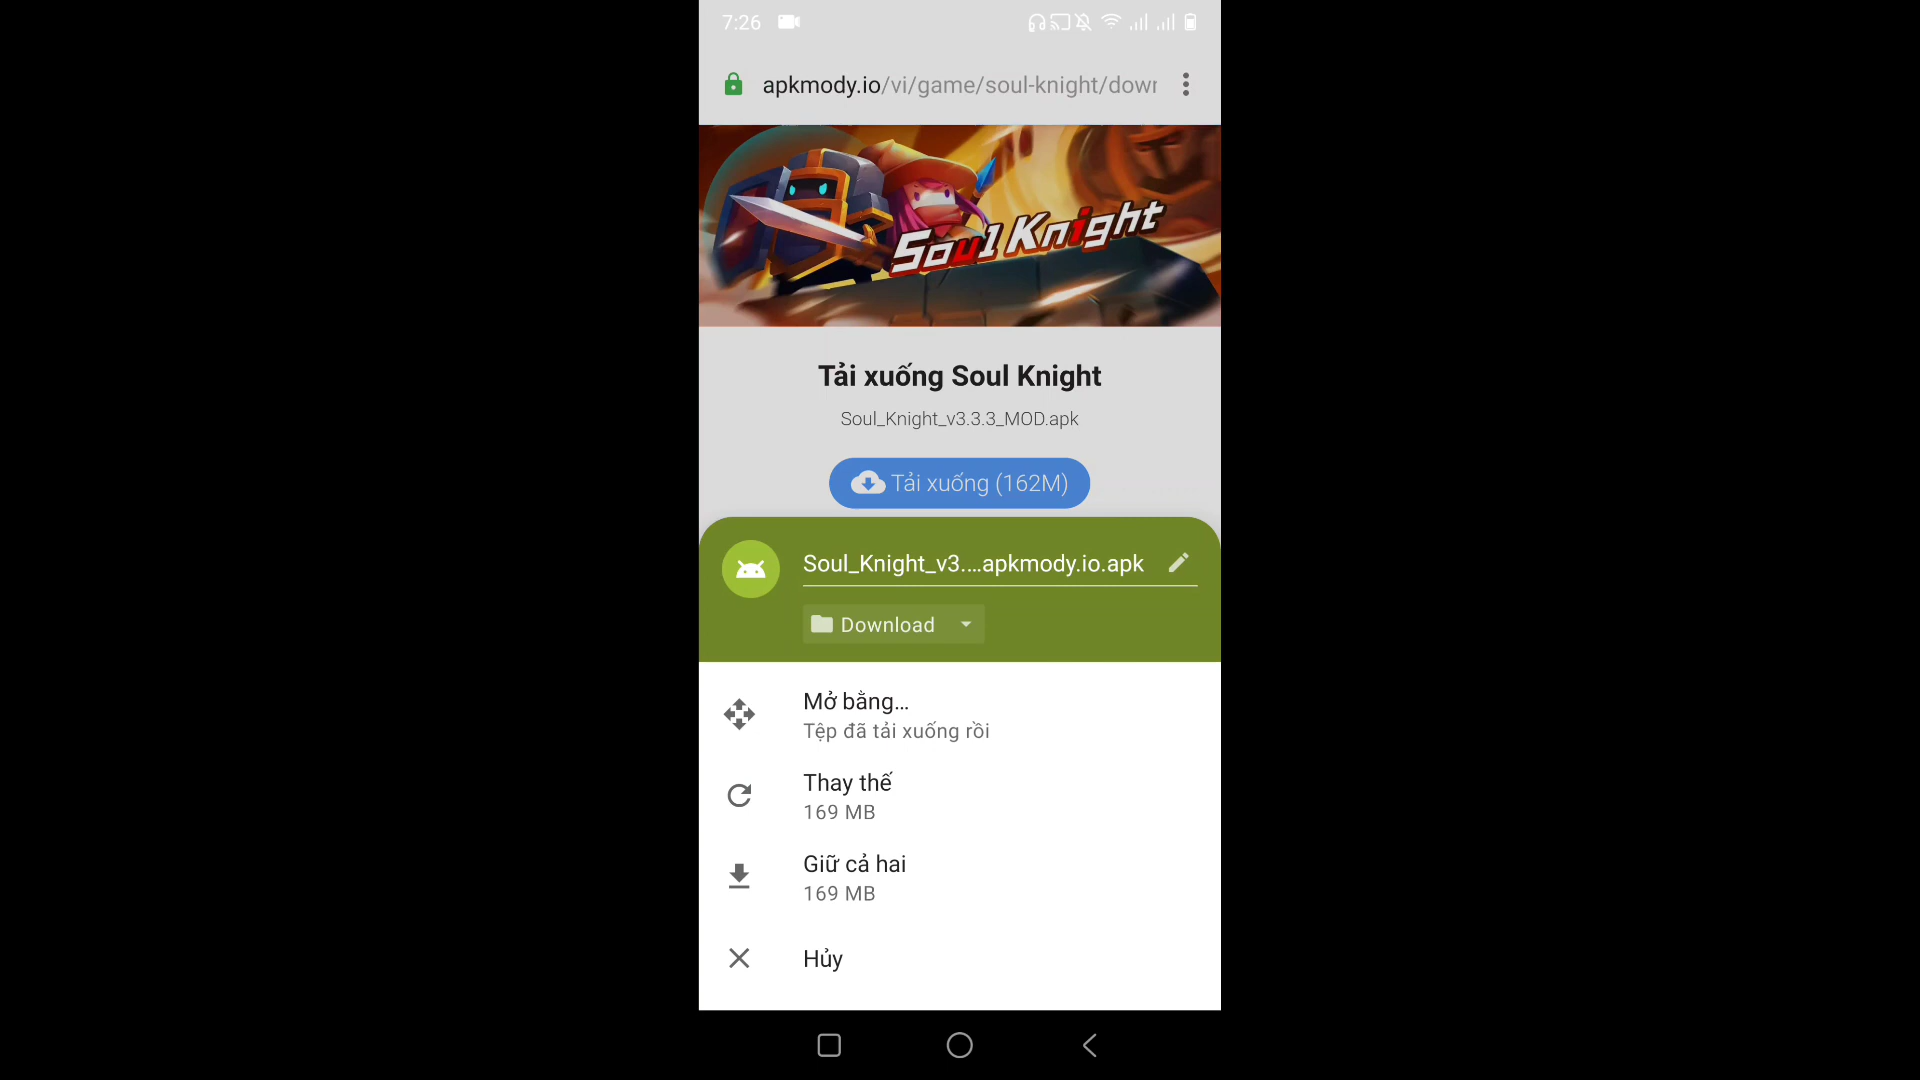 7:26
apkmody.io/vi/game/soul-knight/down
Soul Knight
Tải xuống Soul Knight
Soul_Knight_v3.3.3_MOD.apk
Tải xuống (162M)
Soul_Knight_v3....apkmody.io.apk
Download
Mở bằng...
Tệp đã tải xuống rồi
Thay thế
169 MB
Giữ cả hai
169 MB
Hủy